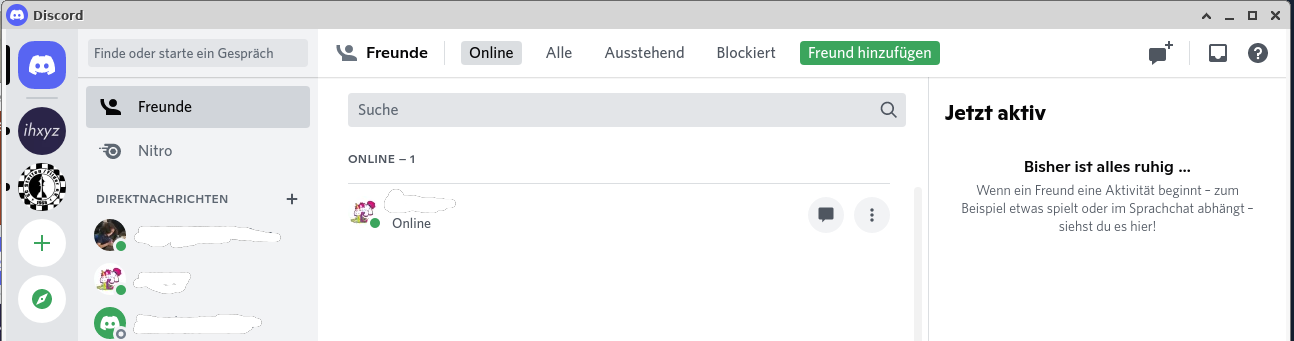 Discord
Finde oder starte ein Gespräch
Freunde
Online
Alle
Ausstehend
Blockiert
Freund hinzufügen
ihxyz
Freunde
Nitro
DIREKTNACHRICHTEN
Suche
ONLINE – 1
Online
Jetzt aktiv
Bisher ist alles ruhig ...
Wenn ein Freund eine Aktivität beginnt – zum
Beispiel etwas spielt oder im Sprachchat abhängt –
siehst du es hier!